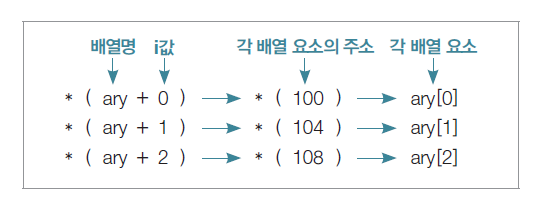 배열명 i값 각 배열 요소의 주소 각 배열 요소
* ( ary + 0 ) → * ( 100 ) → ary[0]
* ( ary + 1 ) → * ( 104 ) → ary[1]
* ( ary + 2 ) → * ( 108 ) → ary[2]